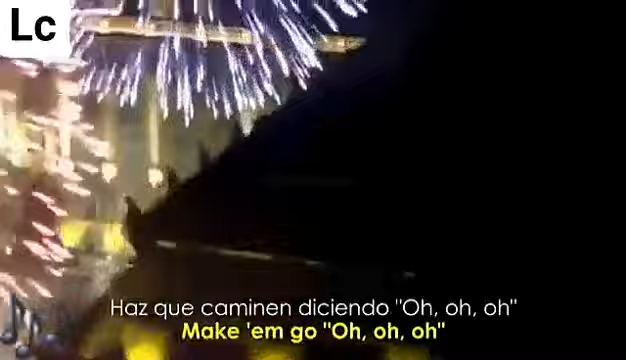 Lc
Haz que caminen diciendo "Oh, oh, oh"
Make 'em go "Oh, oh, oh"